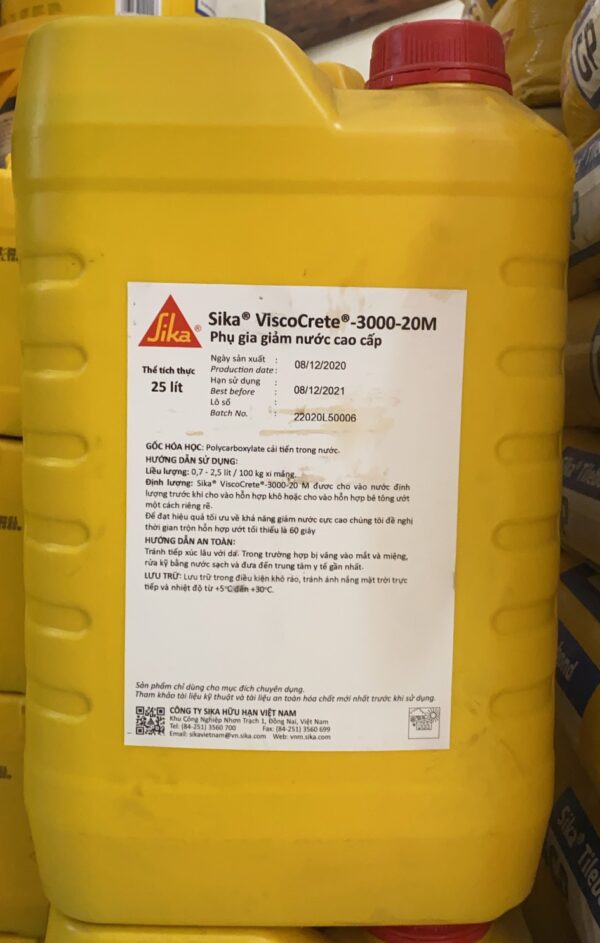 Sika®
Sika® ViscoCrete®-3000-20M
Phụ gia giảm nước cao cấp
Thể tích thực
25 lít
Ngày sản xuất :
Production date : 08/12/2020
Hạn sử dụng :
Best before : 08/12/2021
Lô số :
Batch No. : 22020L50006
GỐC HÓA HỌC: Polycarboxylate cải tiến trong nước.
HƯỚNG DẪN SỬ DỤNG:
Liều lượng: 0,7 - 2,5 lít / 100 kg xi măng.
Định lượng: Sika® ViscoCrete®-3000-20 M được cho vào nước định
lượng trước khi cho vào hỗn hợp khô hoặc cho vào hỗn hợp bê tông ướt
một cách riêng rẽ.
Để đạt hiệu quả tối ưu về khả năng giảm nước cực cao chúng tôi đề nghị
thời gian trộn hỗn hợp ướt tối thiểu là 60 giây
HƯỚNG DẪN AN TOÀN:
Tránh tiếp xúc lâu với da. Trong trường hợp bị văng vào mắt và miệng,
rửa kỹ bằng nước sạch và đưa đến trung tâm y tế gần nhất.
LƯU TRỮ: Lưu trữ trong điều kiện khô ráo, tránh ánh nắng mặt trời trực
tiếp và nhiệt độ từ +5°C đến +30°C.
Sản phẩm chỉ dùng cho mục đích chuyên dụng.
Tham khảo tài liệu kỹ thuật và tài liệu an toàn hóa chất mới nhất trước khi sử dụng.
CÔNG TY SIKA HỮU HẠN VIỆT NAM
Khu Công Nghiệp Nhơn Trạch 1, Đồng Nai, Việt Nam
Tel: (84-251) 3560 700 Fax: (84-251) 3560 699
Email: sikavietnam@vn.sika.com Web: vnm.sika.com
Sika® Tilebond